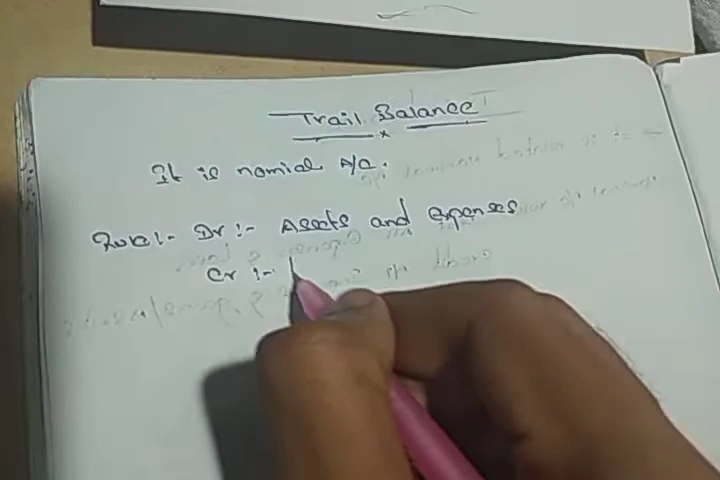 Trail Balance
It is nomial A/c.
Rule:- Dr :- Assets and Expenses
Cr :-